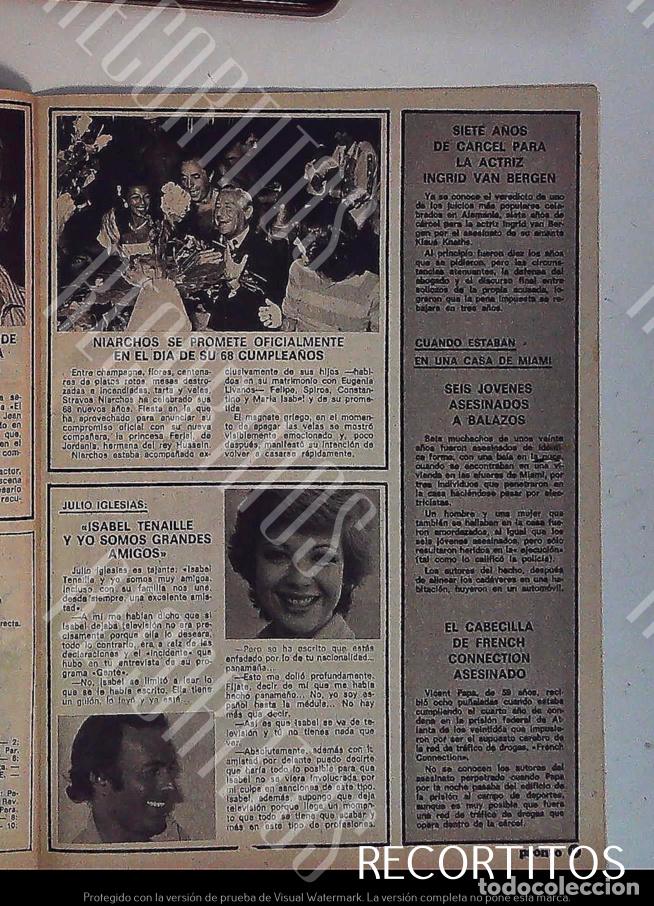 NIARCHOS SE PROMETE OFICIALMENTE
EN EL DIA DE SU 68 CUMPLEAÑOS
Entre champagne, flores, centena-
res de platos rotos, mesas destro-
zadas e incendiadas, tarta y velas,
Stravos Niarchos ha celebrado sus
68 nuevos años. Fiesta en la que
ha aprovechado para anunciar su
compromiso oficial con su nueva
compañera, la princesa Ferial, de
Jordania, hermana del rey Hussein.
Niarchos estaba acompañado ex-
clusivamente de sus hijos —habi-
dos en su matrimonio con Eugenia
Livanos— Felipe, Spiros, Constan-
tino y María Isabel y de su prome-
tida.
El magnate griego, en el momen-
to de apagar las velas se mostró
visiblemente emocionado y, poco
después, manifestó su intención de
volver a casarse rápidamente.
JULIO IGLESIAS:
«ISABEL TENAILLE
Y YO SOMOS GRANDES
AMIGOS»
Julio Iglesias es tajante: «Isabel
Tenaille y yo somos muy amigos,
incluso con su familia nos une,
desde siempre, una excelente amis-
tad».
—A mí me habían dicho que si
Isabel dejaba televisión no era pre-
cisamente porque ella lo deseara,
todo lo contrario, era a raíz de las
declaraciones y el «incidente» que
hubo en tu entrevista de su pro-
grama «Gente».
—No, Isabel se limitó a leer lo
que se le había escrito. Ella tiene
un guión, lo leyó y ya está...
—Pero se ha escrito que estás
enfadado por lo de tu nacionalidad...
panameña...
—Esto me dolió profundamente.
Fíjate, decir de mí que me había
hecho panameño... No, yo soy es-
pañol hasta la médula... No hay
más que decir.
—Así es que Isabel se va de te-
levisión y tú no tienes nada que
ver.
—Absolutamente, además con la
amistad por delante puedo decirte
que haría todo lo posible para que
Isabel no se viera involucrada por
mi culpa en sanciones de este tipo.
Isabel, además, supongo que deja
televisión porque llega un momen-
to que todo se tiene que acabar y
más en este tipo de profesiones.
SIETE AÑOS
DE CARCEL PARA
LA ACTRIZ
INGRID VAN BERGEN
Ya se conoce el veredicto de uno
de los juicios más populares cele-
brados en Alemania, siete años de
cárcel para la actriz Ingrid van Ber-
gen por el asesinato de su amante
Klaus Knaths.
Al principio fueron diez los años
que se pidieron, pero las circuns-
tancias atenuantes, la defensa del
abogado y el discurso final entre
sollozos de la propia acusada, lo-
graron que la pena impuesta se re-
bajara en tres años.
CUANDO ESTABAN
EN UNA CASA DE MIAMI
SEIS JOVENES
ASESINADOS
A BALAZOS
Seis muchachos de unos veinte
años fueron asesinados de idénti-
ca forma, con una bala en la nuca,
cuando se encontraban en una vi-
vienda en las afueras de Miami, por
tres individuos que penetraron en
la casa haciéndose pasar por elec-
tricistas.
Un hombre y una mujer que
también se hallaban en la casa fue-
ron amordazados, al igual que los
seis jóvenes asesinados, pero sólo
resultaron heridos en la «ejecución»
(tal como lo calificó la policía).
Los autores del hecho, después
de alinear los cadáveres en una ha-
bitación, huyeron en un automóvil.
EL CABECILLA
DE FRENCH
CONNECTION
ASESINADO
Vicent Papa, de 59 años, reci-
bió ocho puñaladas cuando estaba
cumpliendo el cuarto año de con-
dena en la prisión federal de At-
lanta de los veintidós que impusie-
ron por ser el supuesto cerebro de
la red de tráfico de drogas, «French
Connection».
No se conocen los autores del
asesinato perpetrado cuando Papa
por la noche pasaba del edificio de
la prisión al campo de deportes,
aunque es muy posible que fuera
una red de tráfico de drogas que
opera dentro de la cárcel.
pronto
RECORTITOS
todocoleccion
Protegido con la versión de prueba de Visual Watermark. La versión completa no pone esta marca.